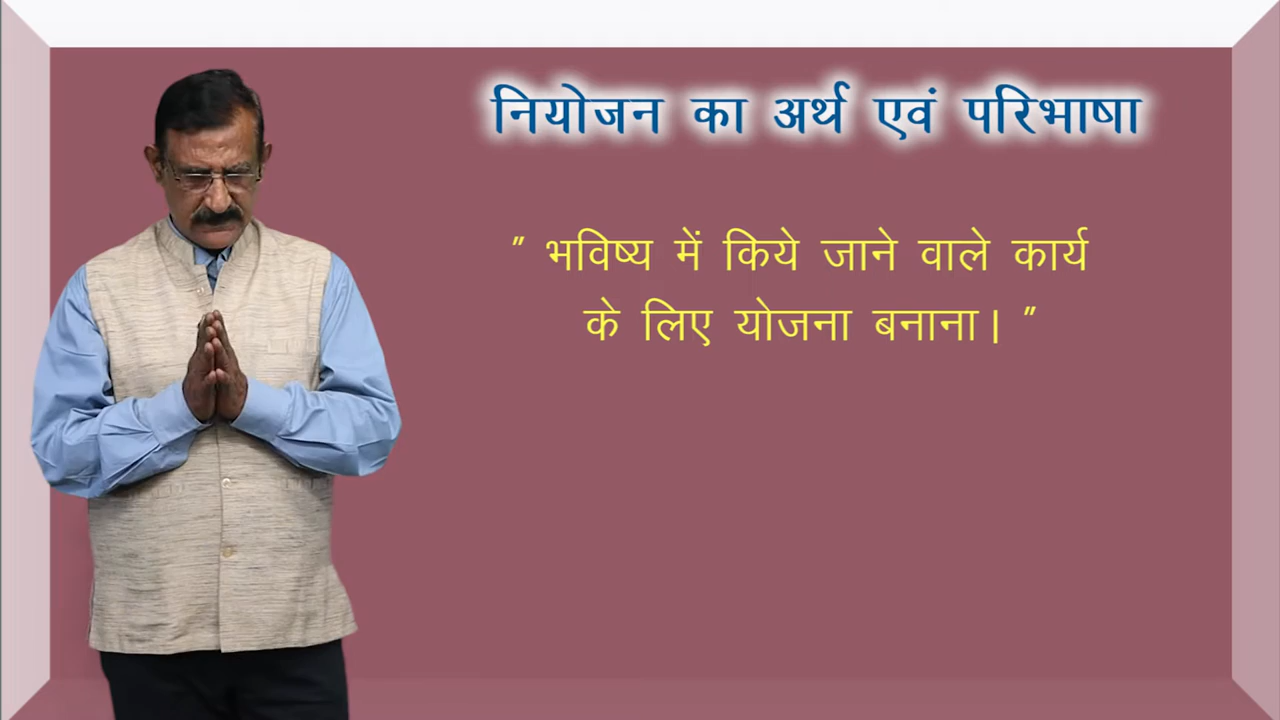 नियोजन का अर्थ एवं परिभाषा
" भविष्य में किये जाने वाले कार्य
के लिए योजना बनाना। "